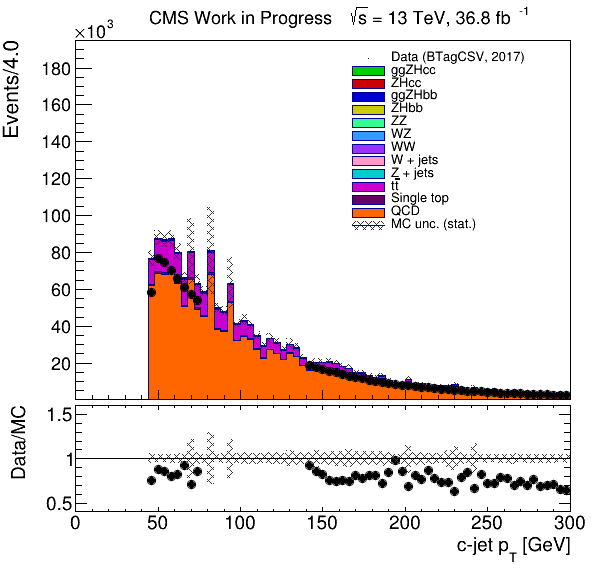 CMS Work in Progress √s = 13 TeV, 36.8 fb -1
×10³
Events/4.0
180
160
140
120
100
80
60
40
20
Data (BTagCSV, 2017)
ggZHcc
ZHcc
ggZHbb
ZHbb
ZZ
WZ
WW
W + jets
Z + jets
tt̅
Single top
QCD
MC unc. (stat.)
Data/MC
1.5
1
0.5
0 50 100 150 200 250 300
c-jet p_T [GeV]